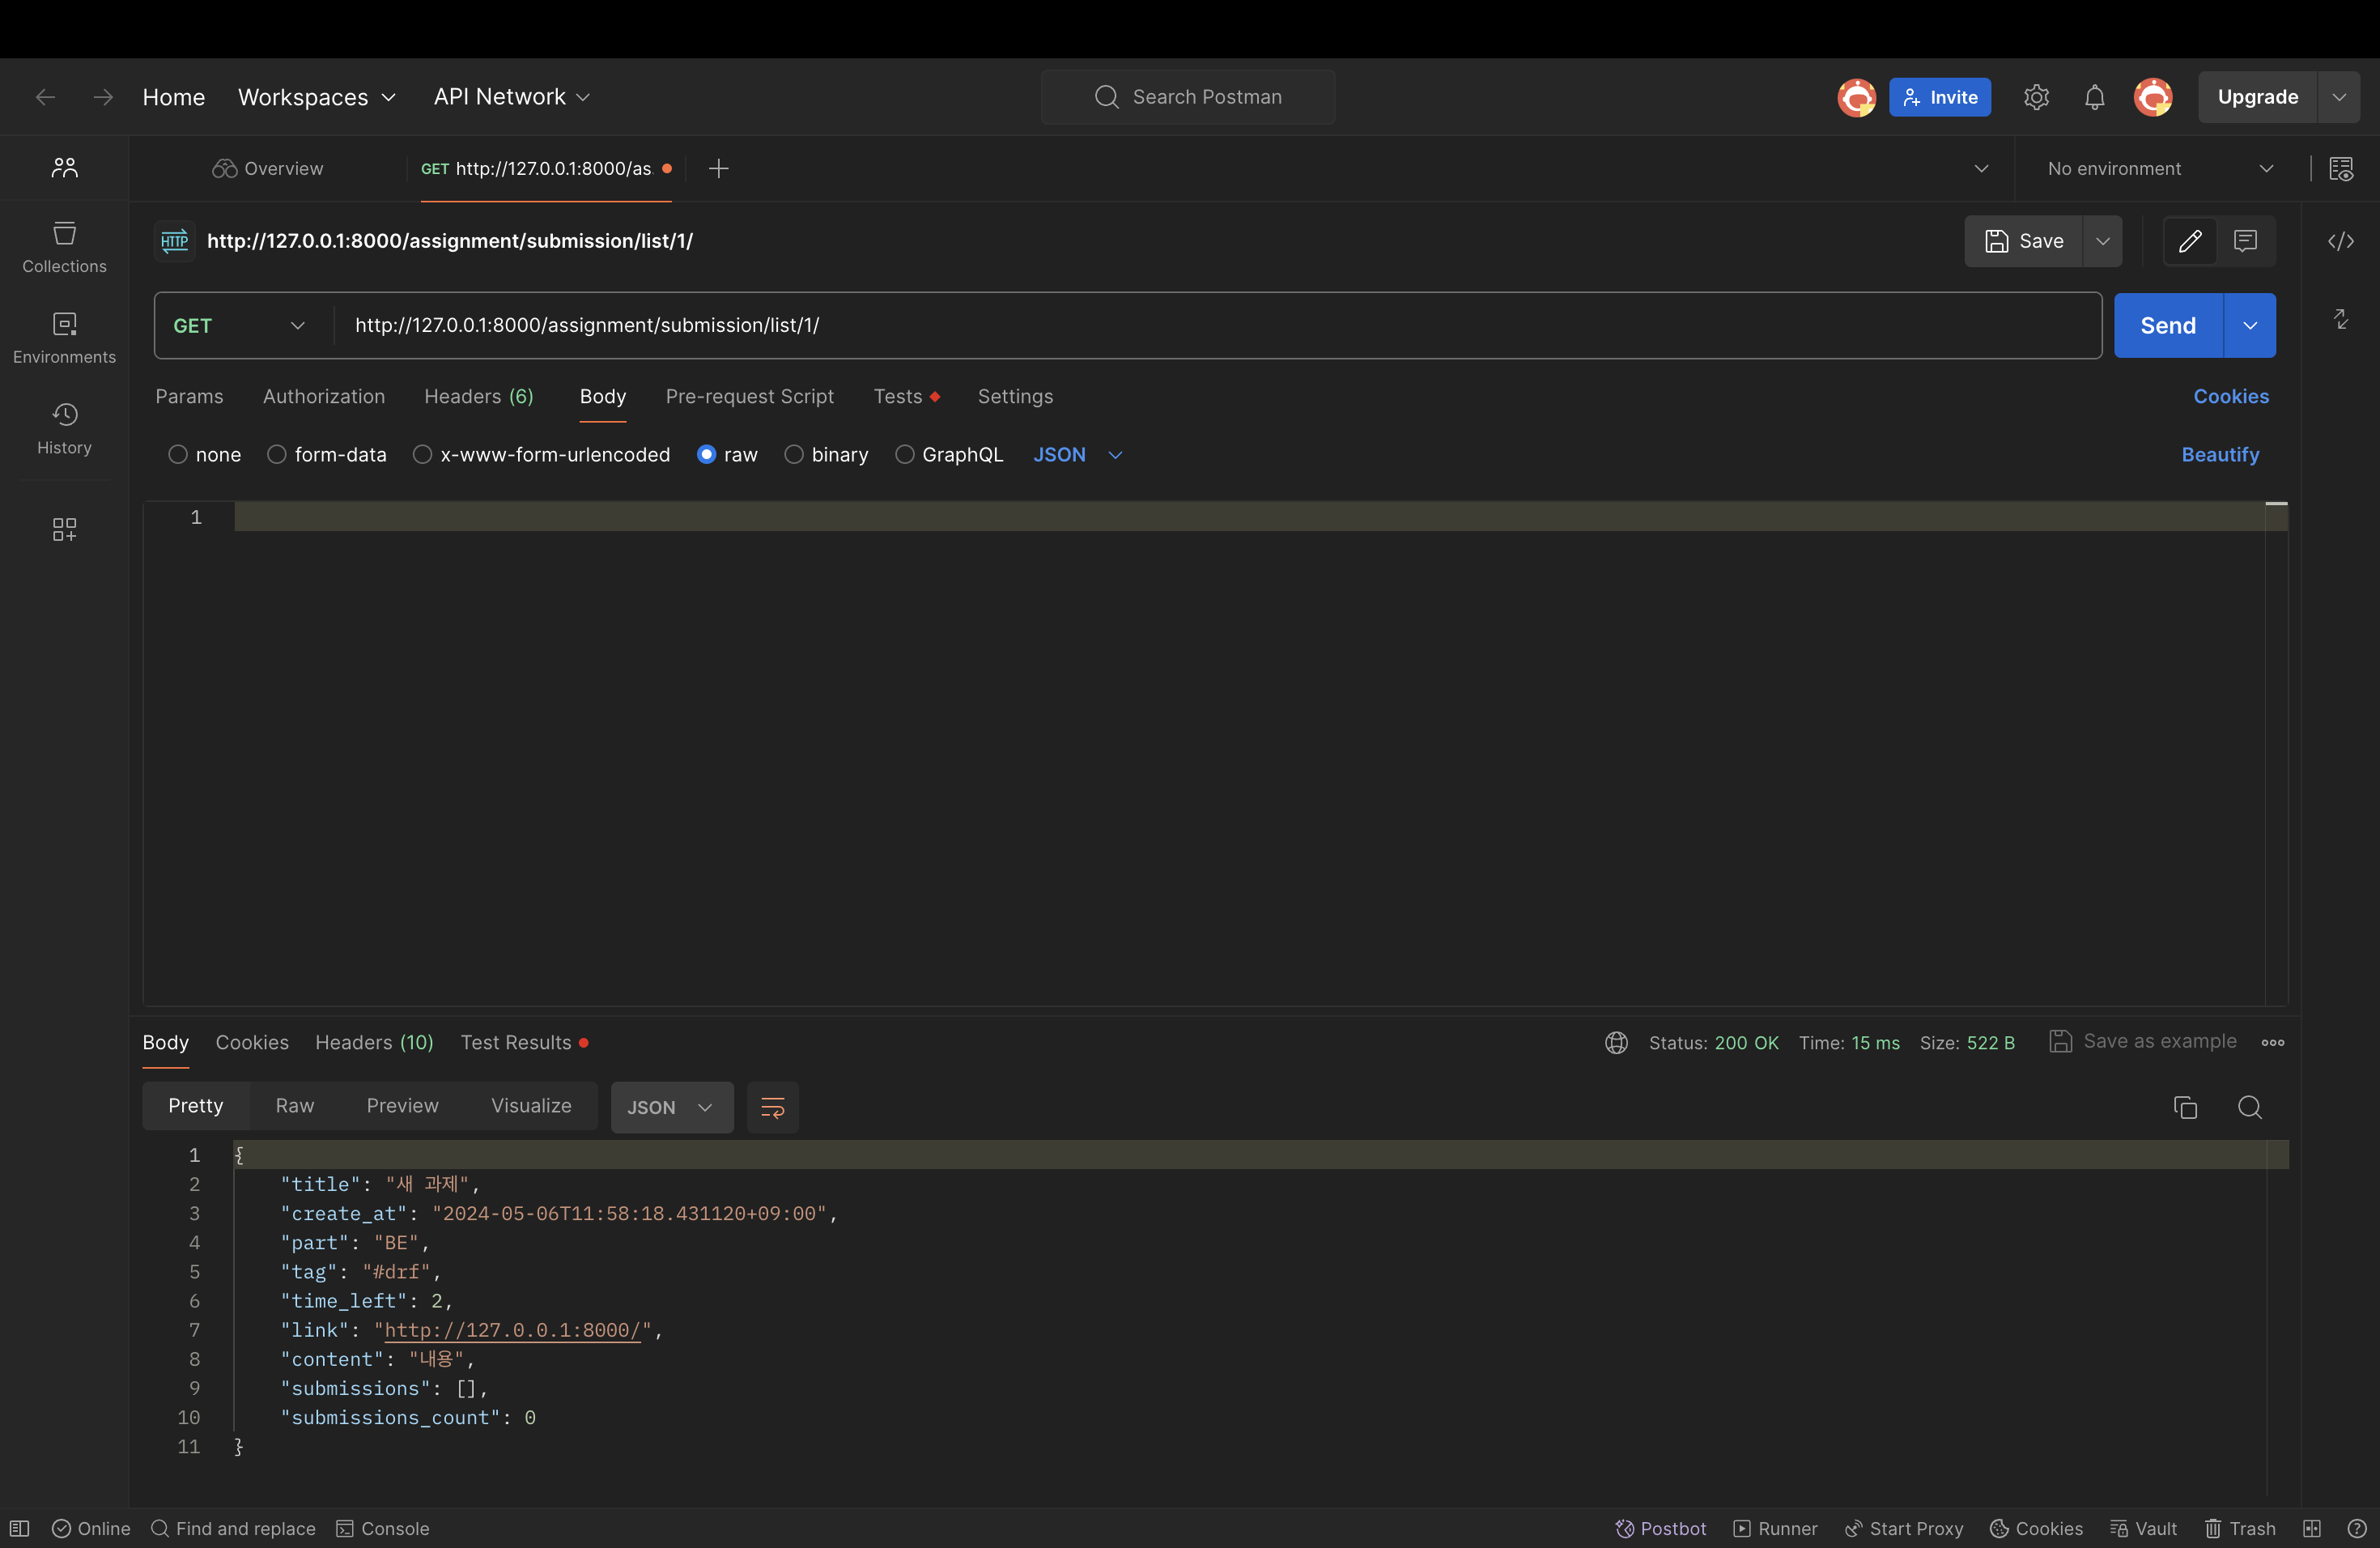 Home Workspaces API Network Search Postman Invite Upgrade
Overview GET http://127.0.0.1:8000/as No environment
HTTP http://127.0.0.1:8000/assignment/submission/list/1/ Save
Collections
GET http://127.0.0.1:8000/assignment/submission/list/1/ Send
Environments
Params Authorization Headers (6) Body Pre-request Script Tests Settings Cookies
History
none form-data x-www-form-urlencoded raw binary GraphQL JSON Beautify
1
Body Cookies Headers (10) Test Results Status: 200 OK Time: 15 ms Size: 522 B Save as example
Pretty Raw Preview Visualize JSON
1 {
2 "title": "새 과제",
3 "create_at": "2024-05-06T11:58:18.431120+09:00",
4 "part": "BE",
5 "tag": "#drf",
6 "time_left": 2,
7 "link": "http://127.0.0.1:8000/",
8 "content": "내용",
9 "submissions": [],
10 "submissions_count": 0
11 }
Online Find and replace Console Postbot Runner Start Proxy Cookies Vault Trash